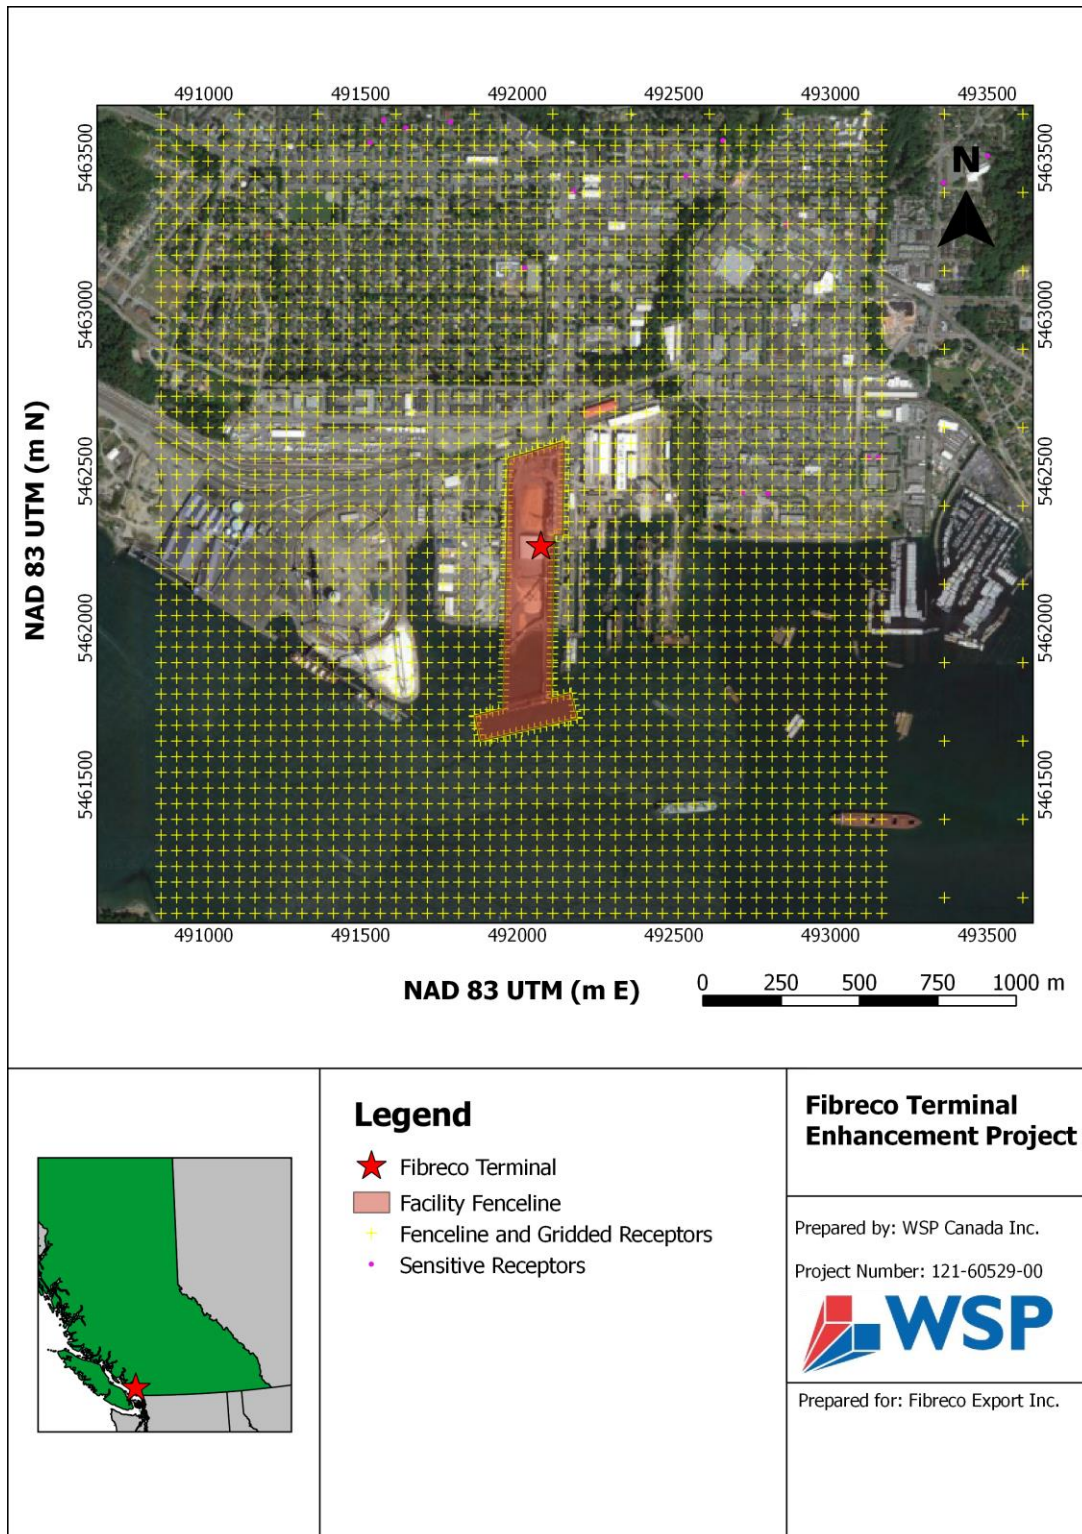 491000 491500 492000 492500 493000 493500
5463500
5463000
5462500
5462000
5461500
NAD 83 UTM (m N)
N
5463500
5463000
5462500
5462000
5461500
491000 491500 492000 492500 493000 493500
NAD 83 UTM (m E)
0 250 500 750 1000 m
Legend
Fibreco Terminal
Facility Fenceline
Fenceline and Gridded Receptors
Sensitive Receptors
Fibreco Terminal
Enhancement Project
Prepared by: WSP Canada Inc.
Project Number: 121-60529-00
WSP
Prepared for: Fibreco Export Inc.